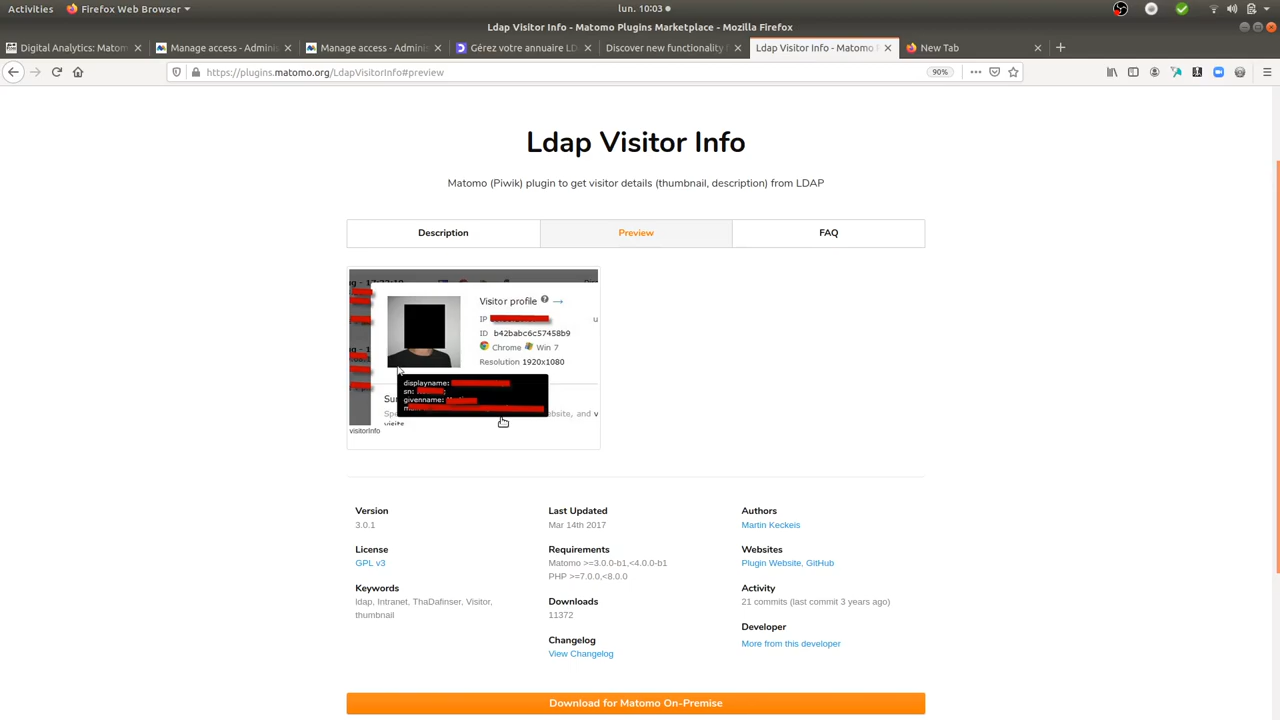 Activities Firefox Web Browser lun. 10:03
Ldap Visitor Info - Matomo Plugins Marketplace - Mozilla Firefox
Digital Analytics: Matom Manage access - Adminis Manage access - Adminis Gérez votre annuaire LD Discover new functionality Ldap Visitor Info - Matomo New Tab
https://plugins.matomo.org/LdapVisitorInfo#preview 90%
Ldap Visitor Info
Matomo (Piwik) plugin to get visitor details (thumbnail, description) from LDAP
Description Preview FAQ
Visitor profile
IP
ID b42babc6c57458b9
Chrome Win 7
Resolution 1920x1080
displayname:
sn:
givenname:
visits
visitorInfo
Version
3.0.1
License
GPL v3
Keywords
ldap, Intranet, ThaDafinser, Visitor,
thumbnail
Last Updated
Mar 14th 2017
Requirements
Matomo >=3.0.0-b1,<4.0.0-b1
PHP >=7.0.0,<8.0.0
Downloads
11372
Changelog
View Changelog
Authors
Martin Keckeis
Websites
Plugin Website, GitHub
Activity
21 commits (last commit 3 years ago)
Developer
More from this developer
Download for Matomo On-Premise